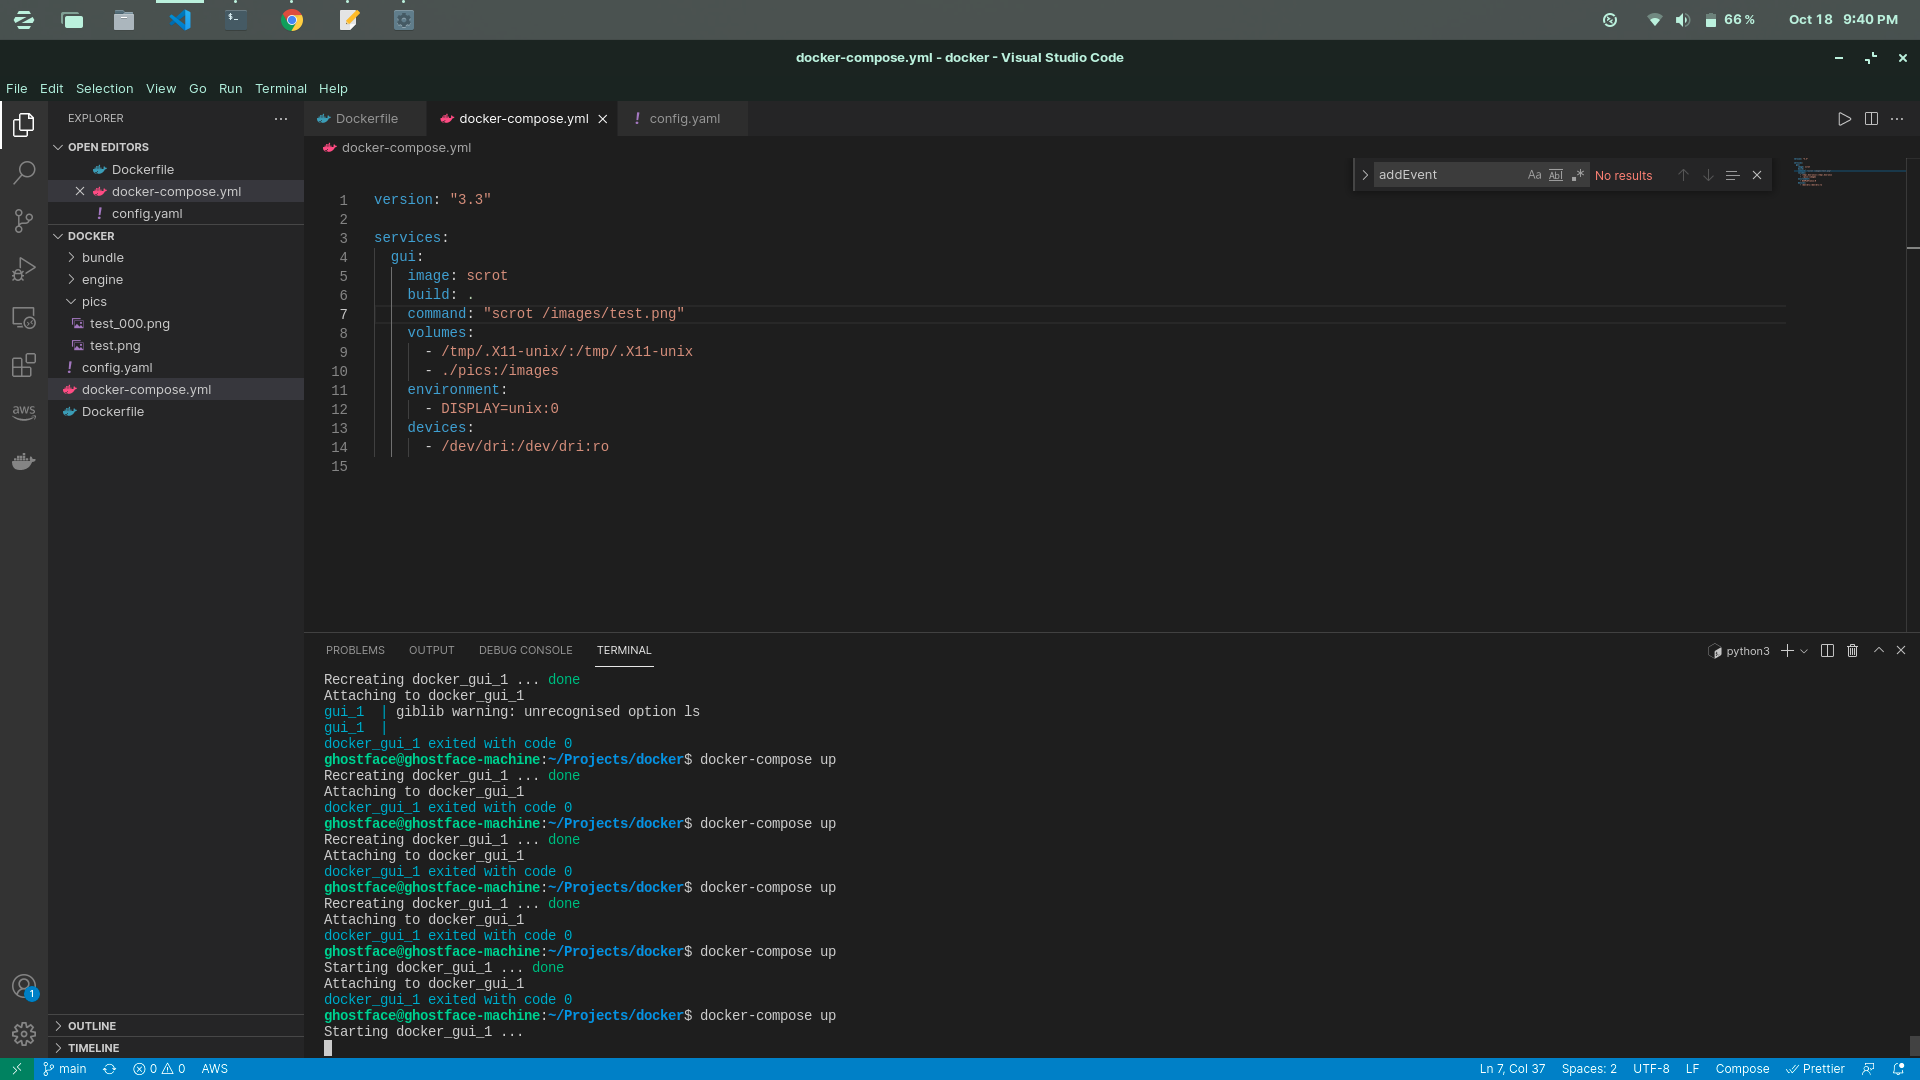 66 %
Oct 18 9:40 PM
docker-compose.yml - docker - Visual Studio Code
File Edit Selection View Go Run Terminal Help
EXPLORER
OPEN EDITORS
Dockerfile
docker-compose.yml
config.yaml
DOCKER
bundle
engine
pics
test_000.png
test.png
config.yaml
docker-compose.yml
Dockerfile
aws
1
OUTLINE
TIMELINE
Dockerfile docker-compose.yml config.yaml
docker-compose.yml
addEvent Aa Abl .* No results
1 version: "3.3"
2
3 services:
4 gui:
5 image: scrot
6 build: .
7 command: "scrot /images/test.png"
8 volumes:
9 - /tmp/.X11-unix/:/tmp/.X11-unix
10 - ./pics:/images
11 environment:
12 - DISPLAY=unix:0
13 devices:
14 - /dev/dri:/dev/dri:ro
15
PROBLEMS OUTPUT DEBUG CONSOLE TERMINAL
python3
Recreating docker_gui_1 ... done
Attaching to docker_gui_1
gui_1 | giblib warning: unrecognised option ls
gui_1 |
docker_gui_1 exited with code 0
ghostface@ghostface-machine:~/Projects/docker$ docker-compose up
Recreating docker_gui_1 ... done
Attaching to docker_gui_1
docker_gui_1 exited with code 0
ghostface@ghostface-machine:~/Projects/docker$ docker-compose up
Recreating docker_gui_1 ... done
Attaching to docker_gui_1
docker_gui_1 exited with code 0
ghostface@ghostface-machine:~/Projects/docker$ docker-compose up
Recreating docker_gui_1 ... done
Attaching to docker_gui_1
docker_gui_1 exited with code 0
ghostface@ghostface-machine:~/Projects/docker$ docker-compose up
Starting docker_gui_1 ... done
Attaching to docker_gui_1
docker_gui_1 exited with code 0
ghostface@ghostface-machine:~/Projects/docker$ docker-compose up
Starting docker_gui_1 ...
main 0 0 AWS
Ln 7, Col 37 Spaces: 2 UTF-8 LF Compose Prettier